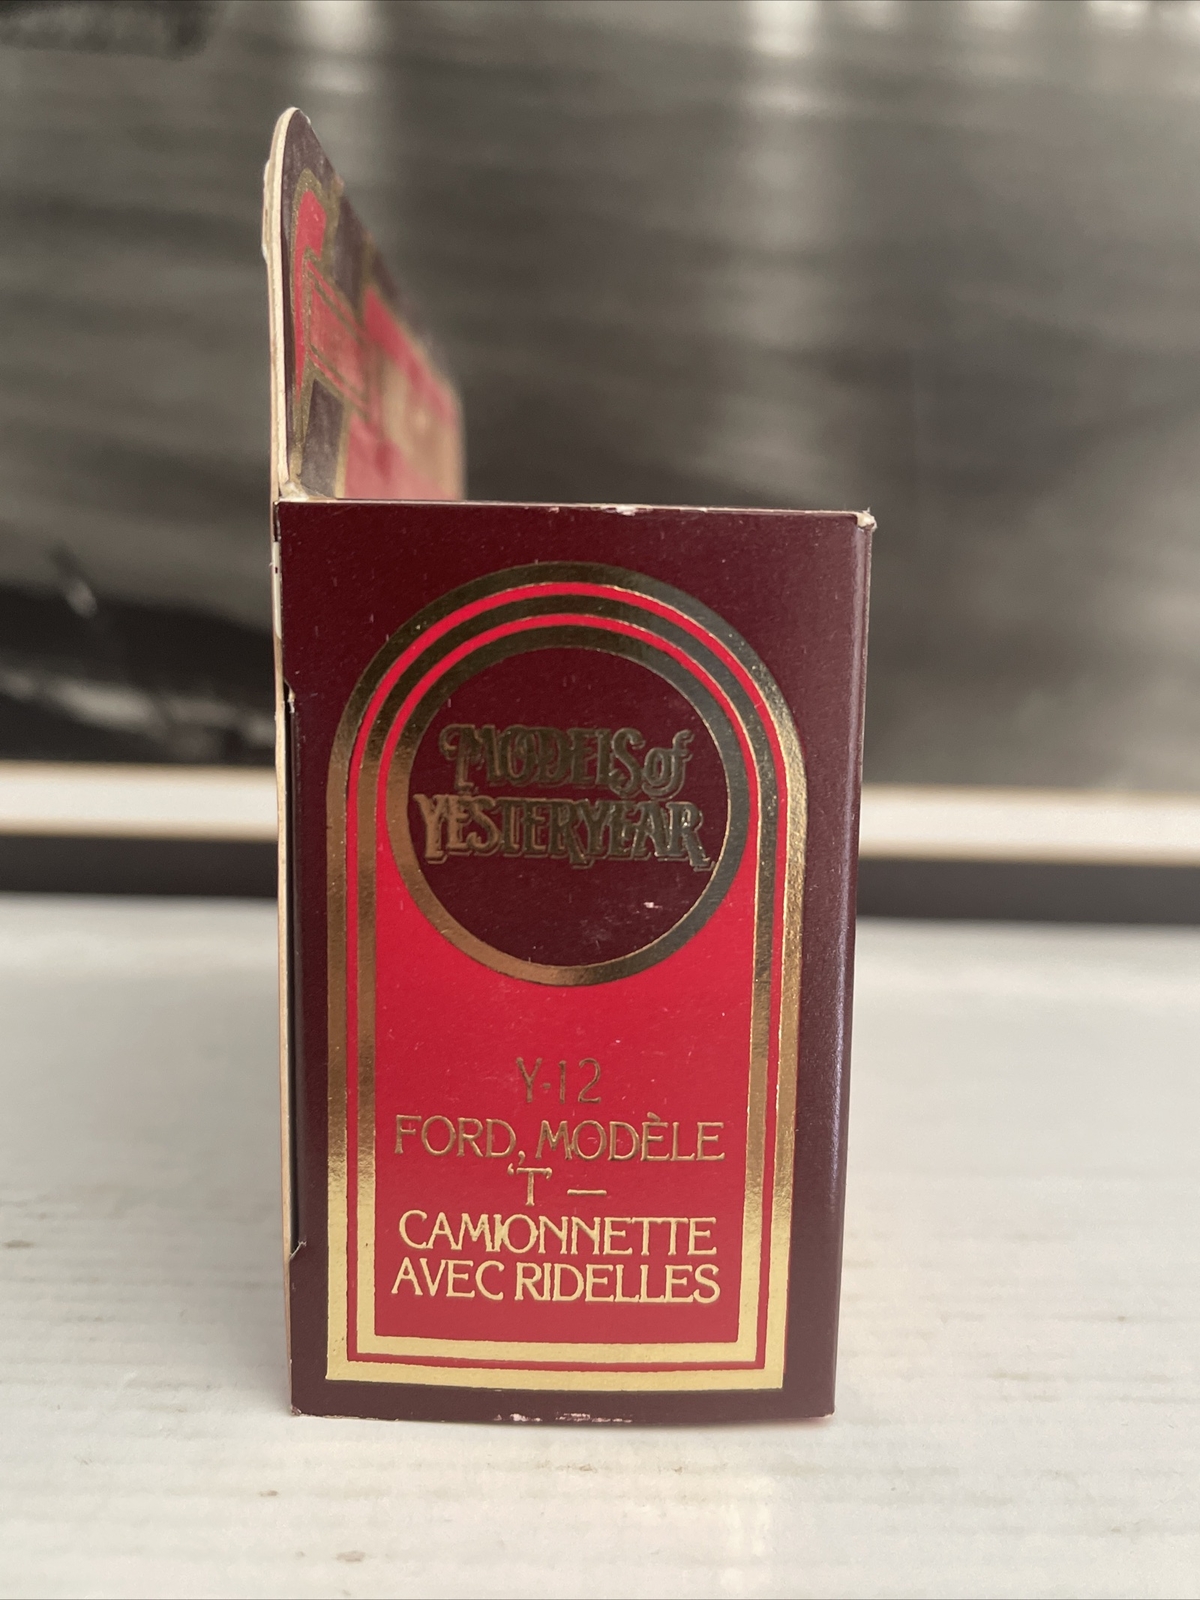 MODELS of
YESTERYEAR
Y-12
FORD, MODÈLE
'T' —
CAMIONNETTE
AVEC RIDELLES